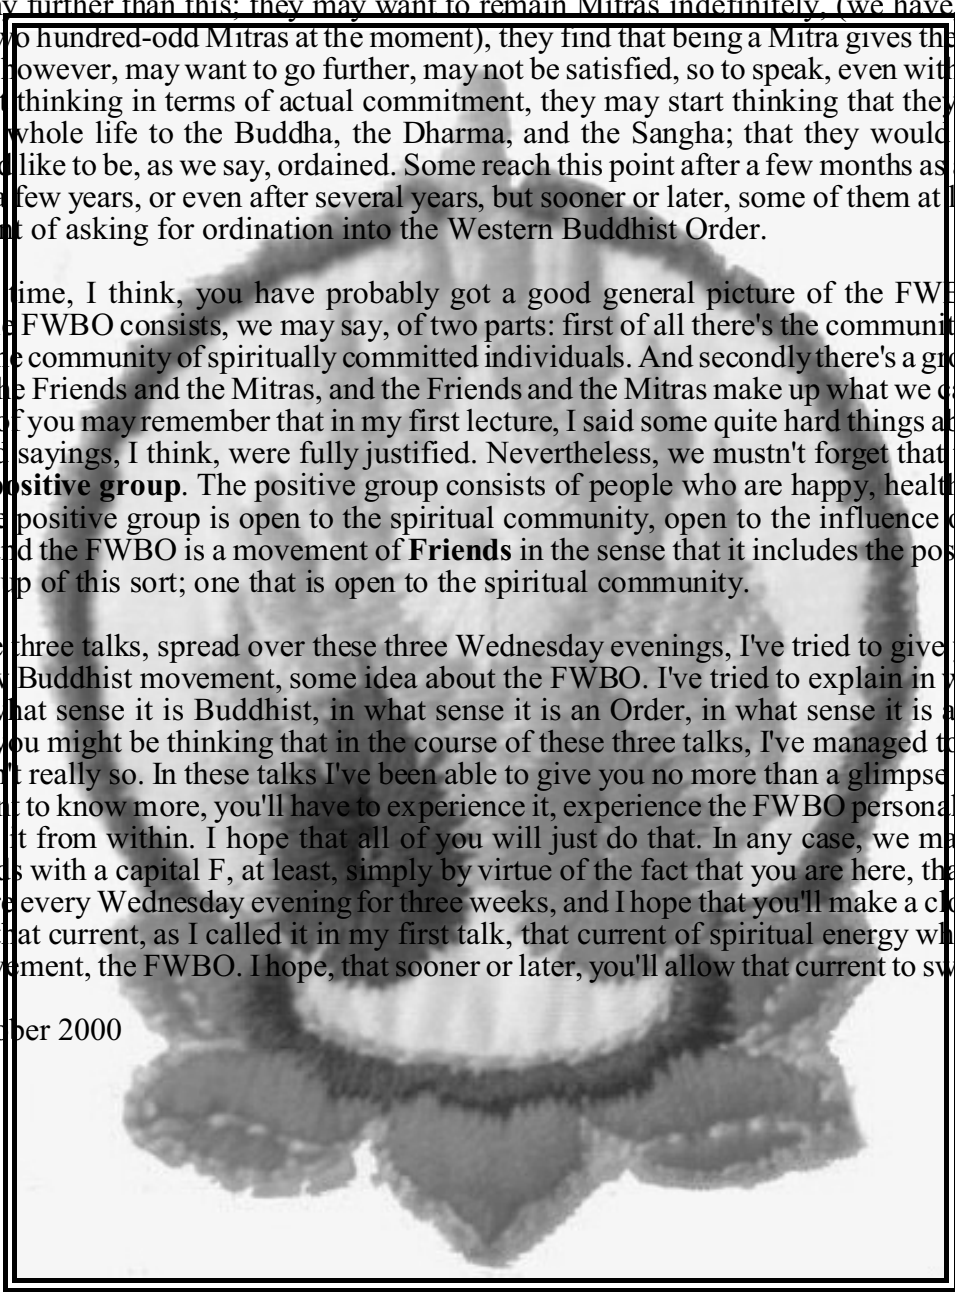 further than this; they may want to remain Mitras indefinitely, (we have
hundred-odd Mitras at the moment), they find that being a Mitra gives the
however, may want to go further, may not be satisfied, so to speak, even with
thinking in terms of actual commitment, they may start thinking that they
whole life to the Buddha, the Dharma, and the Sangha; that they would
like to be, as we say, ordained. Some reach this point after a few months as
few years, or even after several years, but sooner or later, some of them at
of asking for ordination into the Western Buddhist Order.
time, I think, you have probably got a good general picture of the
FWBO consists, we may say, of two parts: first of all there's the
community of spiritually committed individuals. And secondly there's a
Friends and the Mitras, and the Friends and the Mitras make up what we
of you may remember that in my first lecture, I said some quite hard things
sayings, I think, were fully justified. Nevertheless, we mustn't forget that
positive group. The positive group consists of people who are happy,
positive group is open to the spiritual community, open to the influence
the FWBO is a movement of Friends in the sense that it includes the
of this sort; one that is open to the spiritual community.
three talks, spread over these three Wednesday evenings, I've tried to give
Buddhist movement, some idea about the FWBO. I've tried to explain in
what sense it is Buddhist, in what sense it is an Order, in what sense it is a
you might be thinking that in the course of these three talks, I've managed to
really so. In these talks I've been able to give you no more than a glimpse
to know more, you'll have to experience it, experience the FWBO
it from within. I hope that all of you will just do that. In any case, we
with a capital F, at least, simply by virtue of the fact that you are here,
every Wednesday evening for three weeks, and I hope that you'll make a
that current, as I called it in my first talk, that current of spiritual energy
the FWBO. I hope, that sooner or later, you'll allow that current to
2000